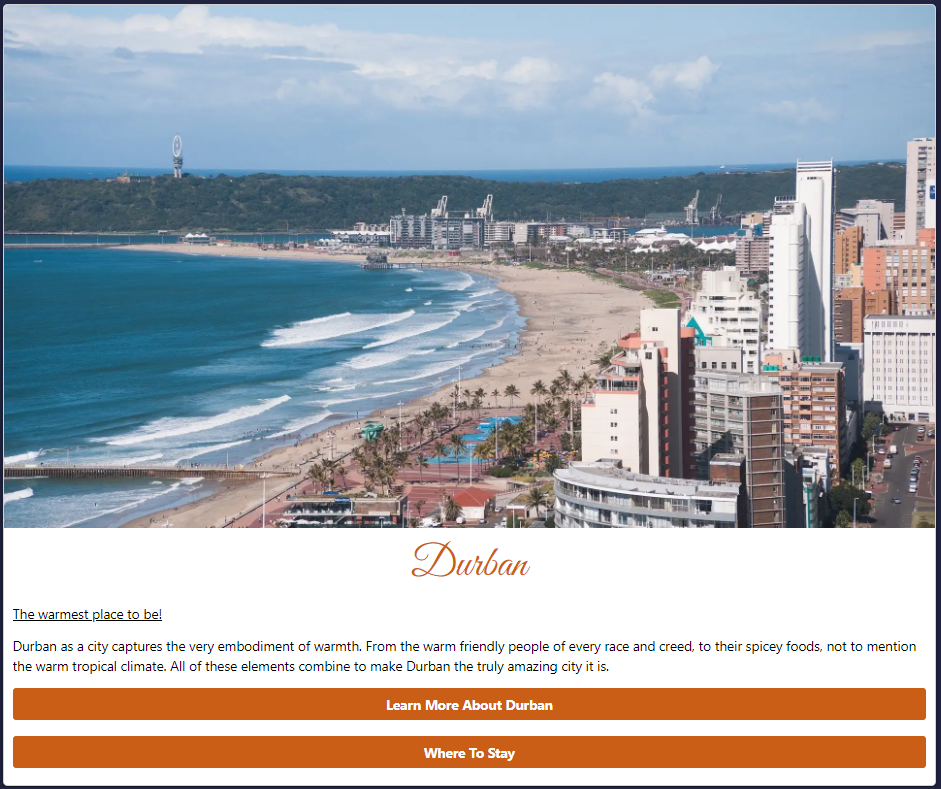 Durban
The warmest place to be!
Durban as a city captures the very embodiment of warmth. From the warm friendly people of every race and creed, to their spicey foods, not to mention
the warm tropical climate. All of these elements combine to make Durban the truly amazing city it is.
Learn More About Durban
Where To Stay